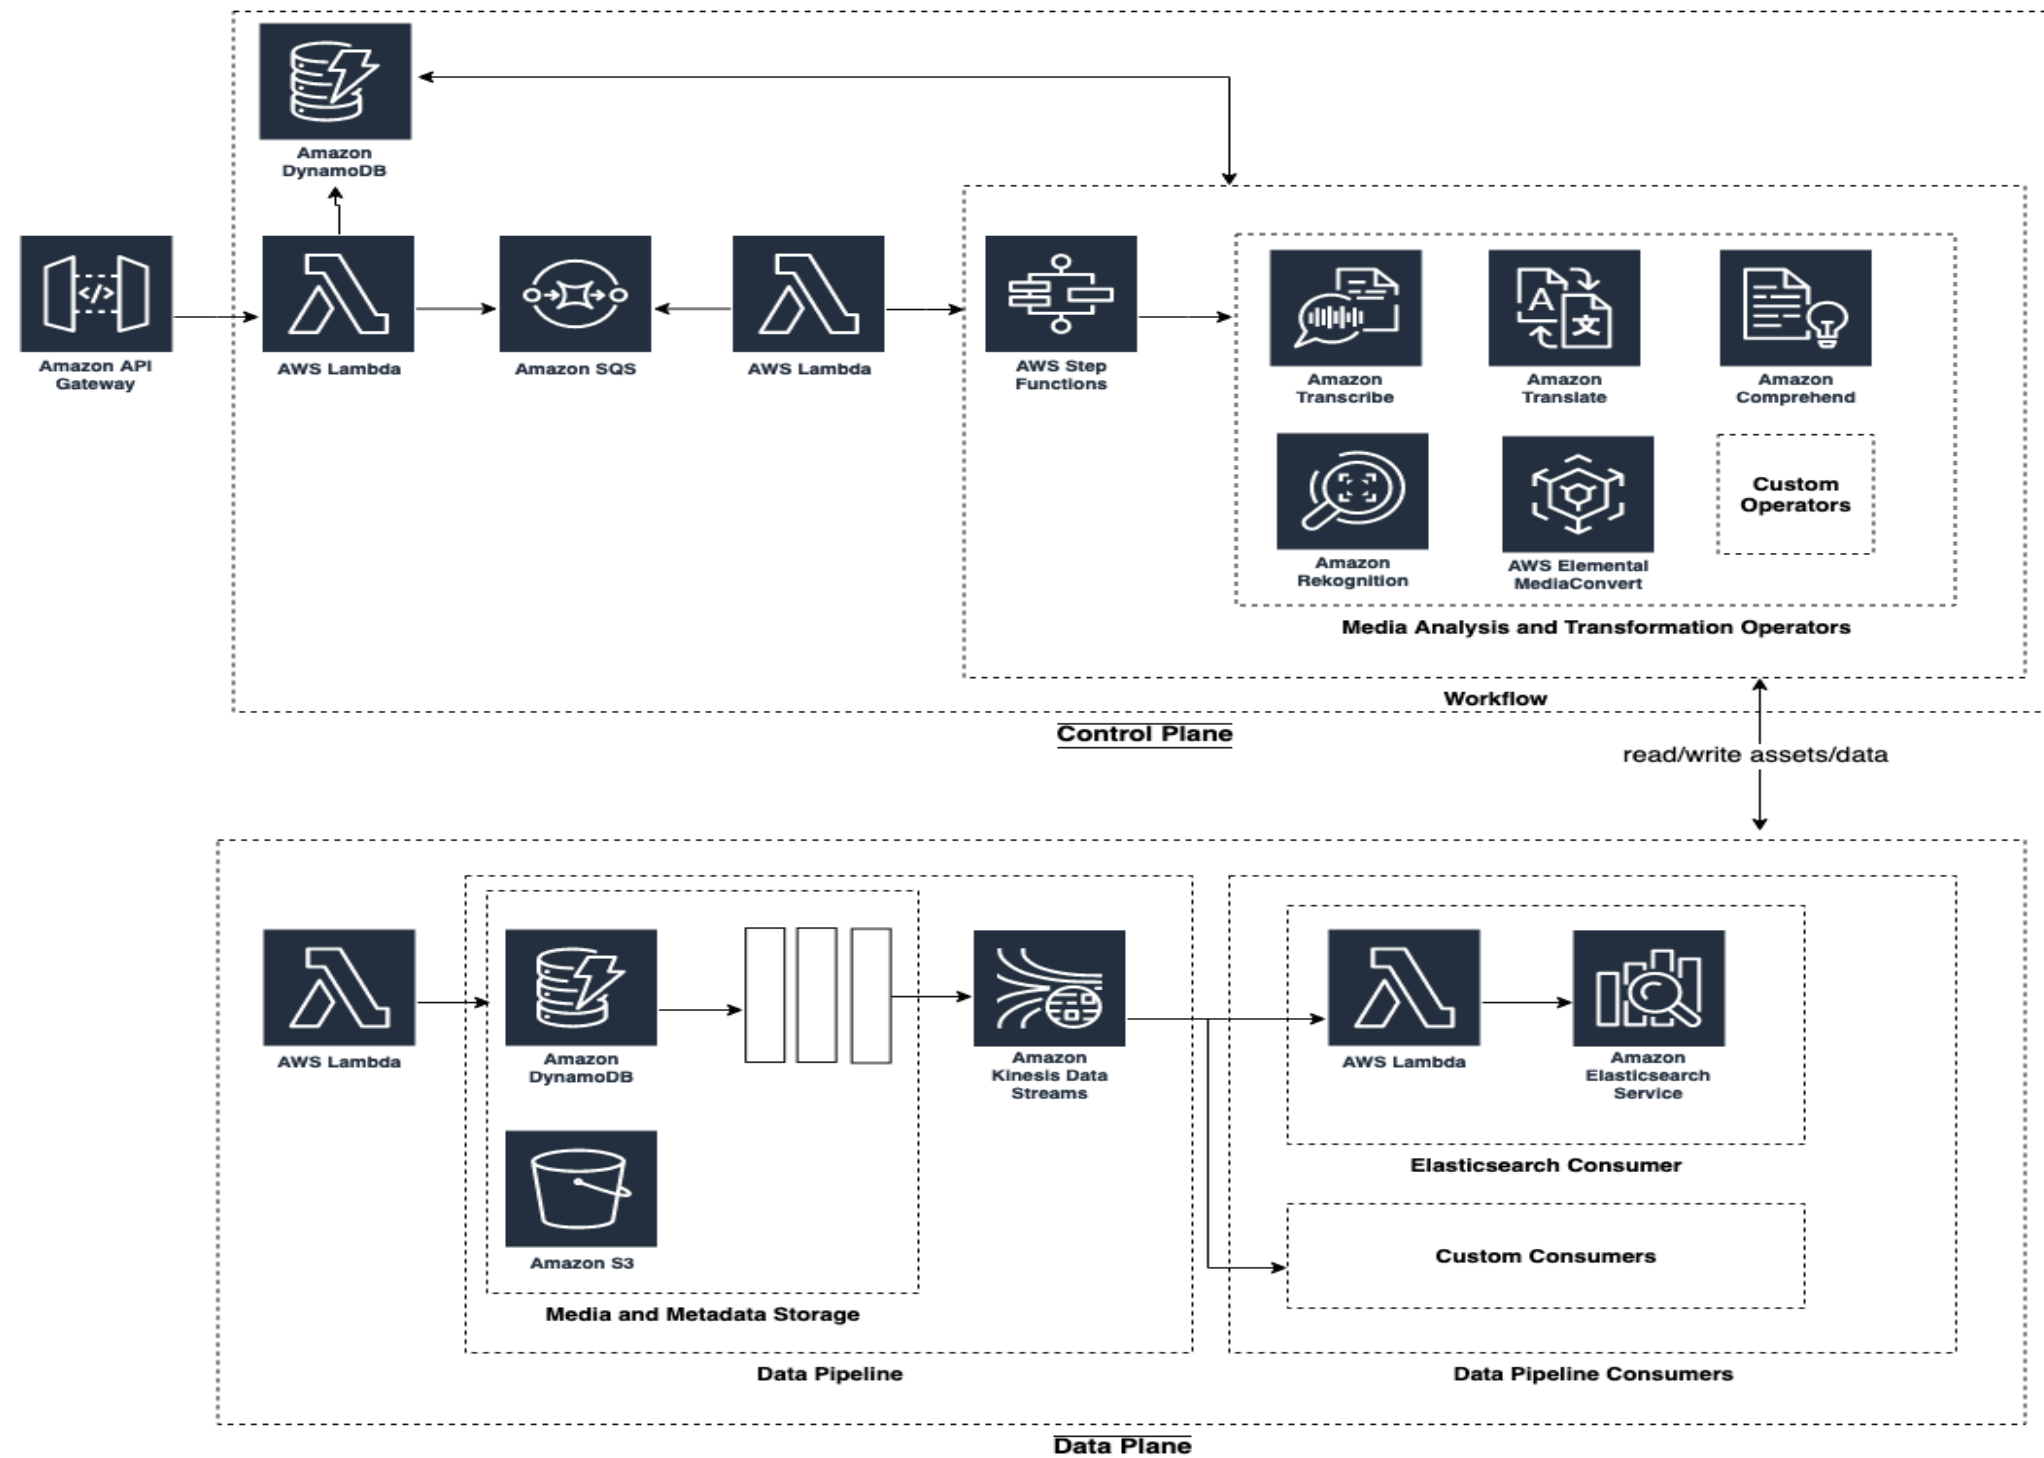 Amazon
DynamoDB
Amazon API
Gateway
</>
AWS Lambda
Amazon SQS
AWS Lambda
AWS Step
Functions
Amazon
Transcribe
A
文
Amazon
Translate
Amazon
Comprehend
Amazon
Rekognition
AWS Elemental
MediaConvert
Custom
Operators
Media Analysis and Transformation Operators
Workflow
Control Plane
read/write assets/data
AWS Lambda
Amazon
DynamoDB
Amazon S3
Media and Metadata Storage
Amazon
Kinesis Data
Streams
Data Pipeline
AWS Lambda
Amazon
Elasticsearch
Service
Elasticsearch Consumer
Custom Consumers
Data Pipeline Consumers
Data Plane